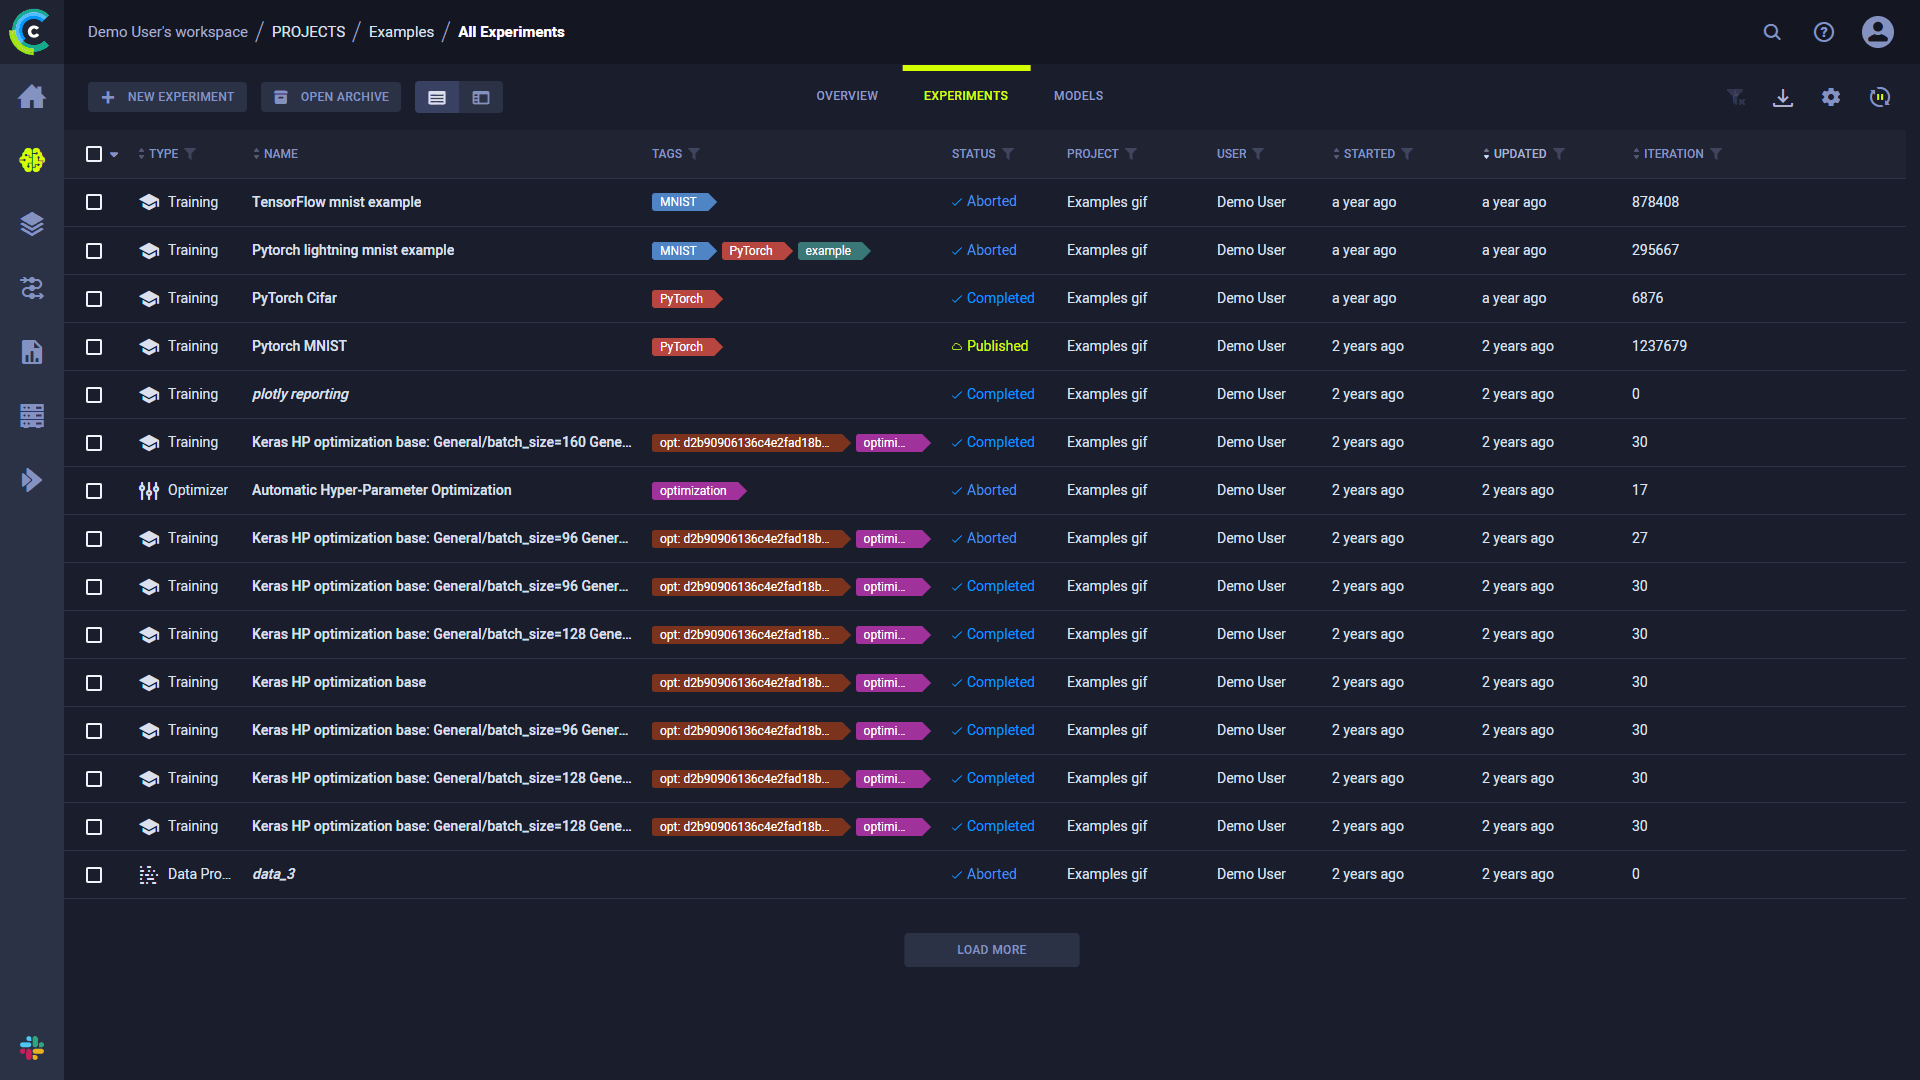 Demo User's workspace / PROJECTS / Examples / All Experiments
NEW EXPERIMENT OPEN ARCHIVE OVERVIEW EXPERIMENTS MODELS
TYPE NAME TAGS STATUS PROJECT USER STARTED UPDATED ITERATION
Training TensorFlow mnist example MNIST Aborted Examples gif Demo User a year ago a year ago 878408
Training Pytorch lightning mnist example MNIST PyTorch example Aborted Examples gif Demo User a year ago a year ago 295667
Training PyTorch Cifar PyTorch Completed Examples gif Demo User a year ago a year ago 6876
Training Pytorch MNIST PyTorch Published Examples gif Demo User 2 years ago 2 years ago 1237679
Training plotly reporting Completed Examples gif Demo User 2 years ago 2 years ago 0
Training Keras HP optimization base: General/batch_size=160 Gene... opt: d2b90906136c4e2fad18b... optimi... Completed Examples gif Demo User 2 years ago 2 years ago 30
Optimizer Automatic Hyper-Parameter Optimization optimization Aborted Examples gif Demo User 2 years ago 2 years ago 17
Training Keras HP optimization base: General/batch_size=96 Gener... opt: d2b90906136c4e2fad18b... optimi... Aborted Examples gif Demo User 2 years ago 2 years ago 27
Training Keras HP optimization base: General/batch_size=96 Gener... opt: d2b90906136c4e2fad18b... optimi... Completed Examples gif Demo User 2 years ago 2 years ago 30
Training Keras HP optimization base: General/batch_size=128 Gene... opt: d2b90906136c4e2fad18b... optimi... Completed Examples gif Demo User 2 years ago 2 years ago 30
Training Keras HP optimization base opt: d2b90906136c4e2fad18b... optimi... Completed Examples gif Demo User 2 years ago 2 years ago 30
Training Keras HP optimization base: General/batch_size=96 Gener... opt: d2b90906136c4e2fad18b... optimi... Completed Examples gif Demo User 2 years ago 2 years ago 30
Training Keras HP optimization base: General/batch_size=128 Gene... opt: d2b90906136c4e2fad18b... optimi... Completed Examples gif Demo User 2 years ago 2 years ago 30
Training Keras HP optimization base: General/batch_size=128 Gene... opt: d2b90906136c4e2fad18b... optimi... Completed Examples gif Demo User 2 years ago 2 years ago 30
Data Pro... data_3 Aborted Examples gif Demo User 2 years ago 2 years ago 0
LOAD MORE